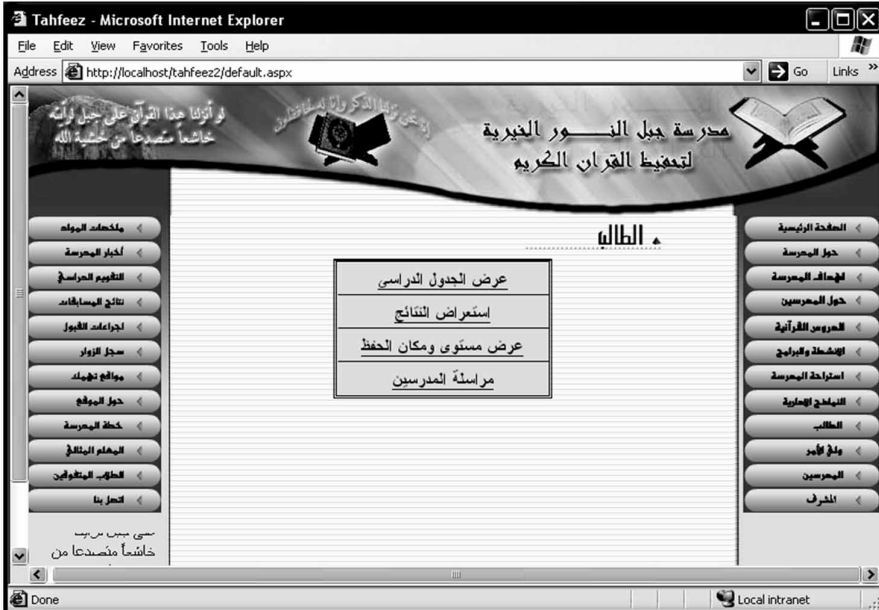 Tahfeez - Microsoft Internet Explorer
File Edit View Favorites Tools Help
Address http://localhost/tahfeez2/default.aspx Go Links »
مدرسة جبل النور الخيرية
لتحفيظ القرآن الكريم
لو أنزلنا هذا القرآن على جبل لرأيته
خاشعاً متصدعا من خشية الله
الطالب
عرض الجدول الدراسي
استعراض النتائج
عرض مستوى ومكان الحفظ
مراسلة المدرسين
الصفحة الرئيسية
حول المدرسة
اهداف المدرسة
حول المدرسين
الدروس القرآنية
الانشطة والبرامج
استراحة المدرسة
النماذج الادارية
الطالب
ولي الأمر
المدرسين
المشرف
ملخصات المواد
أخبار المدرسة
التقويم الدراسي
نتائج المسابقات
اجراءات القبول
سجل الزوار
مواقع تهمك
حول الموقع
خطة المدرسة
المعلم المثالي
الطلاب المتفوقين
اتصل بنا
خاشعاً متصدعا من
Done Local intranet